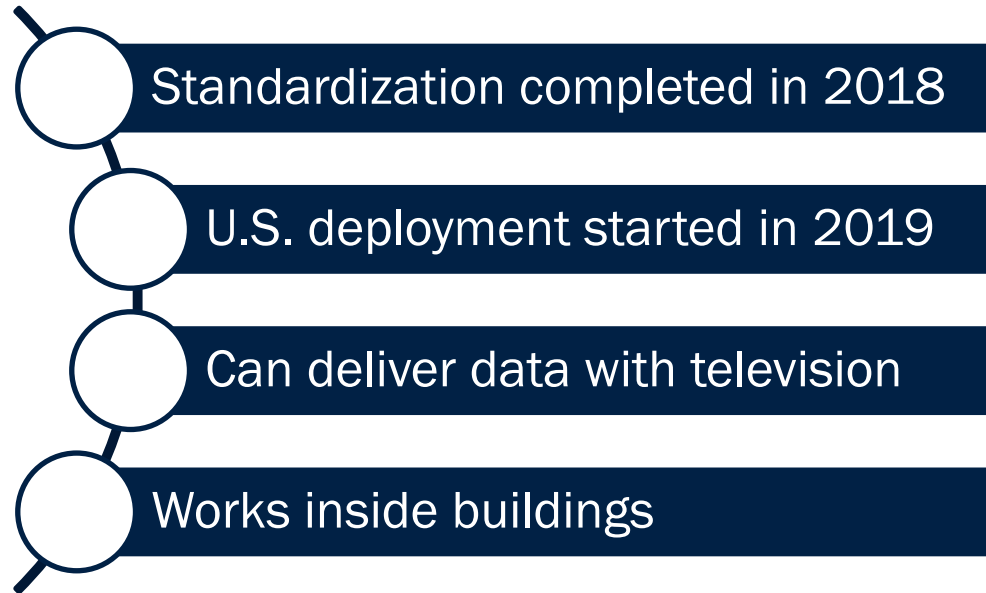 Standardization completed in 2018
U.S. deployment started in 2019
Can deliver data with television
Works inside buildings